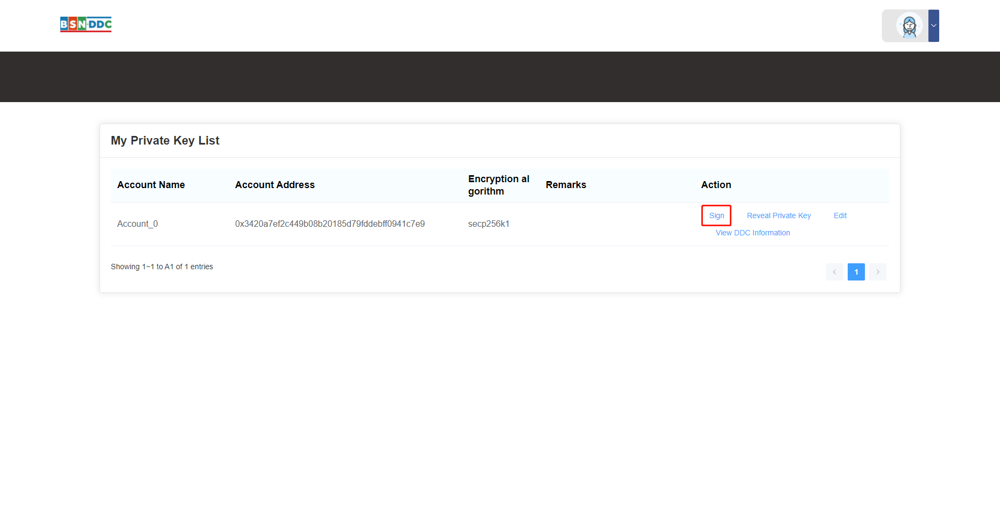 BSN-DDC
My Private Key List
Account Name Account Address Encryption al
gorithm Remarks Action
Account_0 0x3420a7ef2c449b08b20185d79fddebff0941c7e9 secp256k1 Sign Reveal Private Key Edit
View DDC Information
Showing 1~1 to A1 of 1 entries
1